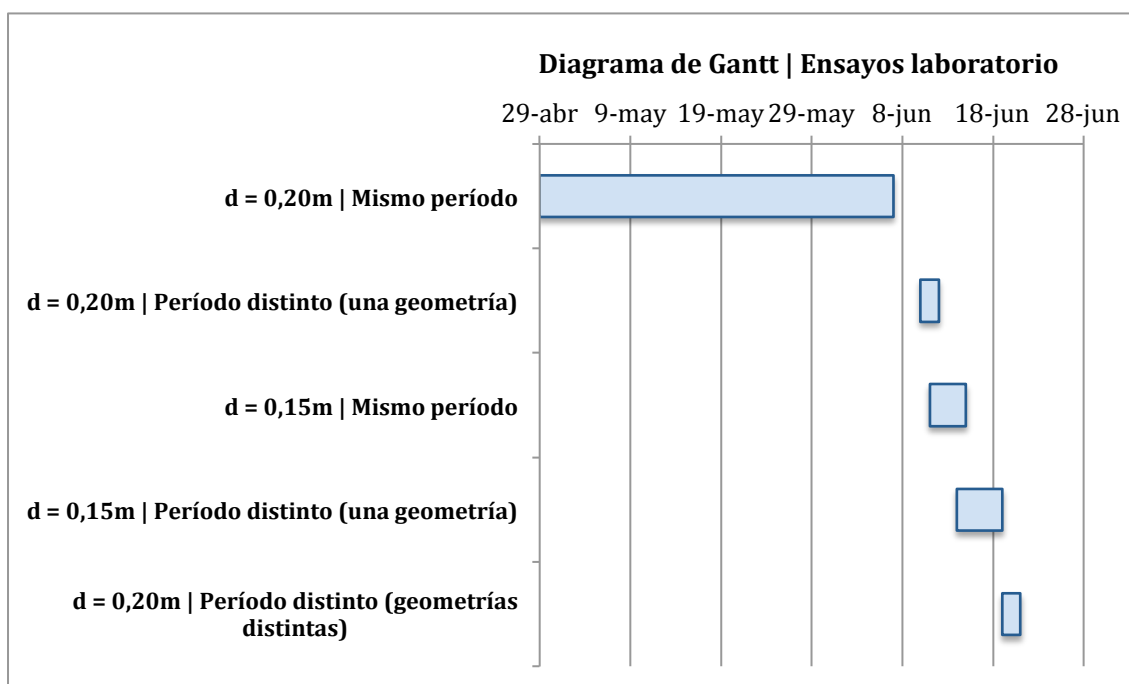 Diagrama de Gantt | Ensayos laboratorio
29-abr 9-may 19-may 29-may 8-jun 18-jun 28-jun
d = 0,20m | Mismo período
d = 0,20m | Período distinto (una geometría)
d = 0,15m | Mismo período
d = 0,15m | Período distinto (una geometría)
d = 0,20m | Período distinto (geometrías
distintas)